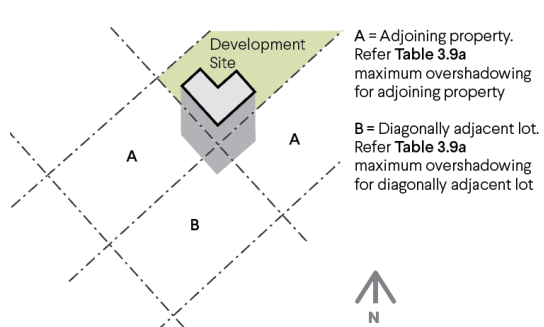 Development
Site
A = Adjoining property.
Refer Table 3.9a
maximum overshadowing
for adjoining property
A
A
B = Diagonally adjacent lot.
Refer Table 3.9a
maximum overshadowing
for diagonally adjacent lot
B
N